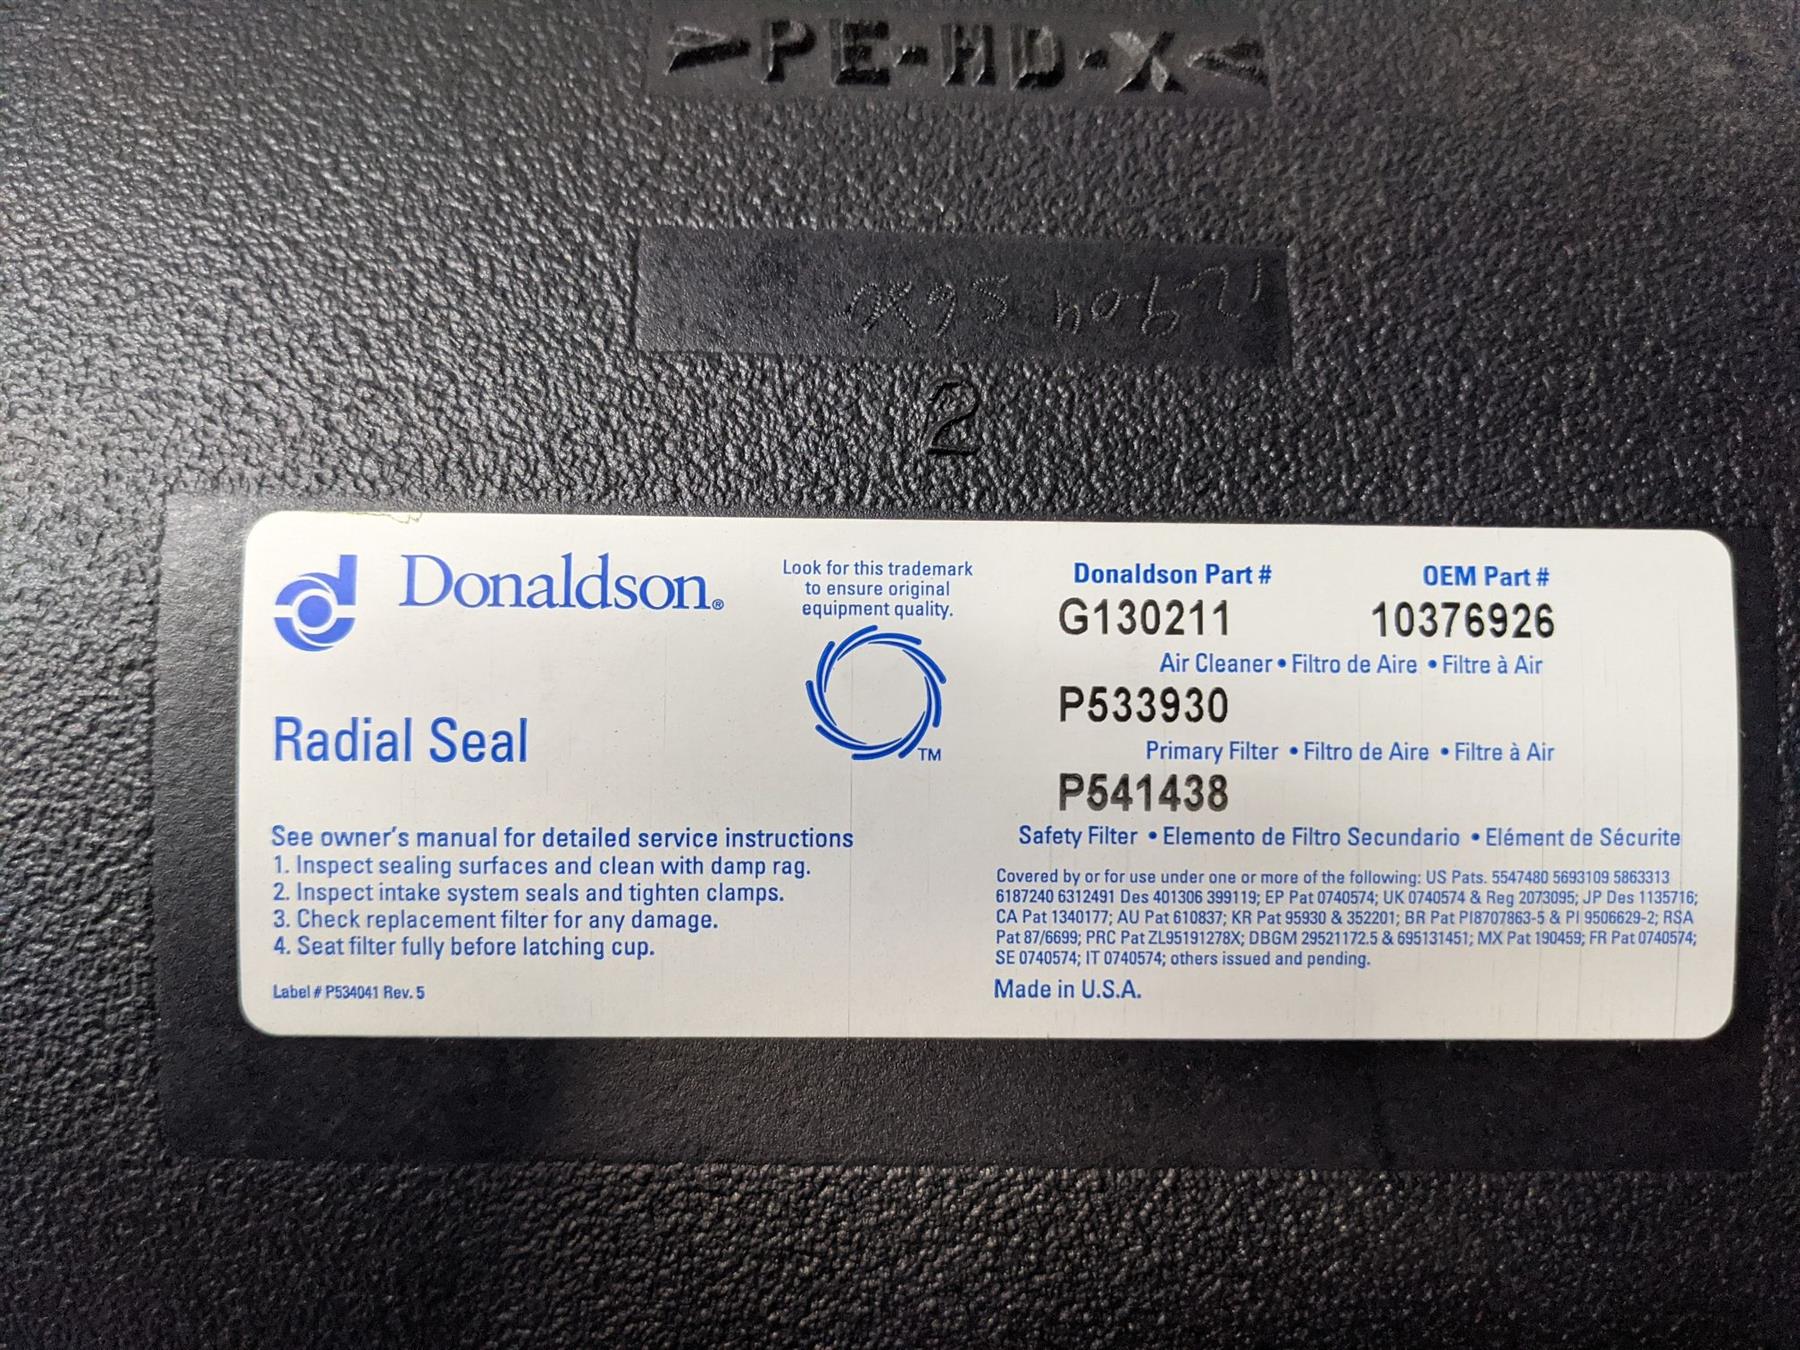 >PE-HD-X<
2
Donaldson®
Look for this trademark
to ensure original
equipment quality.
TM
Radial Seal
See owner's manual for detailed service instructions
1. Inspect sealing surfaces and clean with damp rag.
2. Inspect intake system seals and tighten clamps.
3. Check replacement filter for any damage.
4. Seat filter fully before latching cup.
Label # P534041 Rev. 5
Donaldson Part # OEM Part #
G130211 10376926
Air Cleaner • Filtro de Aire • Filtre à Air
P533930
Primary Filter • Filtro de Aire • Filtre à Air
P541438
Safety Filter • Elemento de Filtro Secundario • Elément de Sécurite
Covered by or for use under one or more of the following: US Pats. 5547480 5693109 5863313
6187240 6312491 Des 401306 399119; EP Pat 0740574; UK 0740574 & Reg 2073095; JP Des 1135716;
CA Pat 1340177; AU Pat 610837; KR Pat 95930 & 352201; BR Pat PI8707863-5 & PI 9506629-2; RSA
Pat 87/6699; PRC Pat ZL95191278X; DBGM 29521172.5 & 695131451; MX Pat 190459; FR Pat 0740574;
SE 0740574; IT 0740574; others issued and pending.
Made in U.S.A.